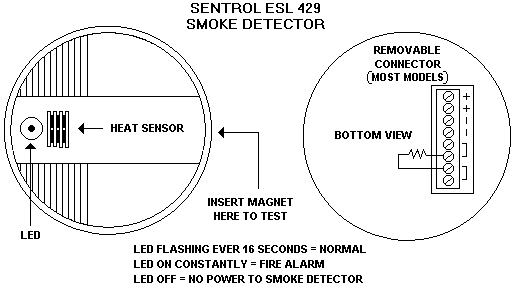 SENTROL ESL 429
SMOKE DETECTOR
REMOVABLE
CONNECTOR
(MOST MODELS)
HEAT SENSOR
BOTTOM VIEW
+
+
-
-
INSERT MAGNET
HERE TO TEST
LED
LED FLASHING EVER 16 SECONDS = NORMAL
LED ON CONSTANTLY = FIRE ALARM
LED OFF = NO POWER TO SMOKE DETECTOR